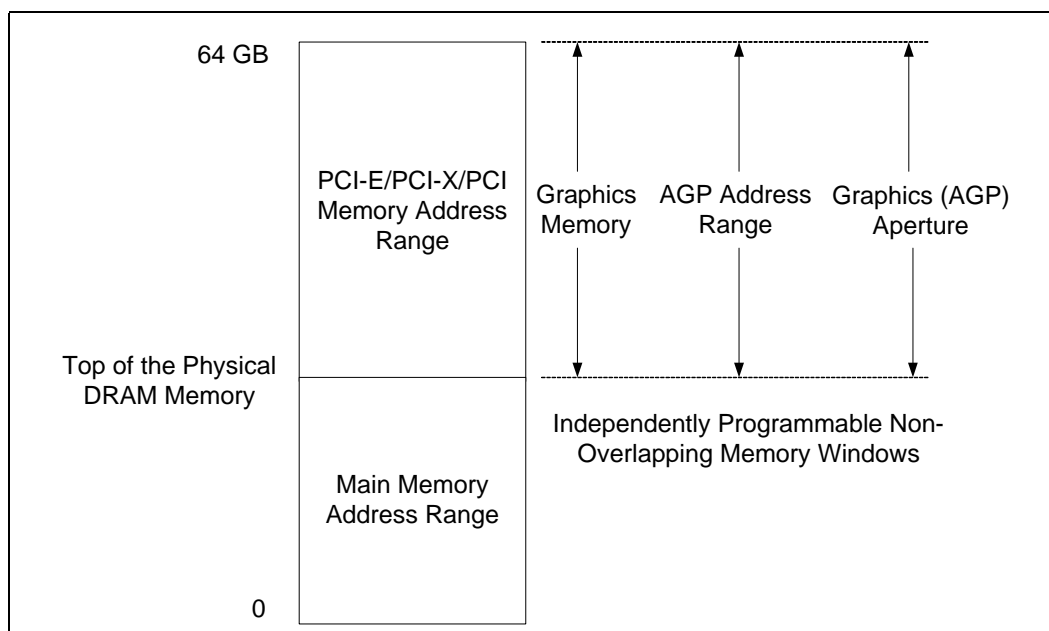 64 GB
PCI-E/PCI-X/PCI
Memory Address
Range
Graphics
Memory
AGP Address
Range
Graphics (AGP)
Aperture
Top of the Physical
DRAM Memory
Independently Programmable Non-
Overlapping Memory Windows
Main Memory
Address Range
0